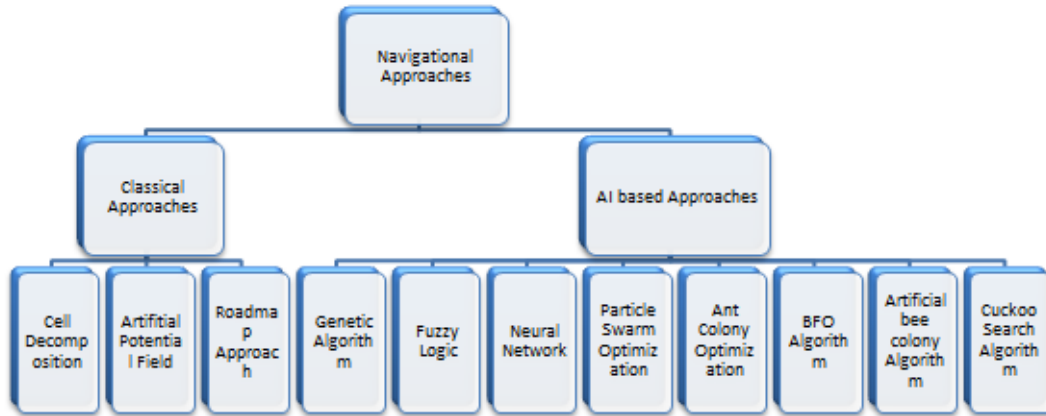 Navigational
Approaches
Classical
Approaches
AI based Approaches
Cell
Decomp
osition
Artifitial
Potentia
l Field
Roadma
p
Approac
h
Genetic
Algorith
m
Fuzzy
Logic
Neural
Network
Particle
Swarm
Optimiz
ation
Ant
Colony
Optimiz
ation
BFO
Algorith
m
Artificial
bee
colony
Algorith
m
Cuckoo
Search
Algorith
m